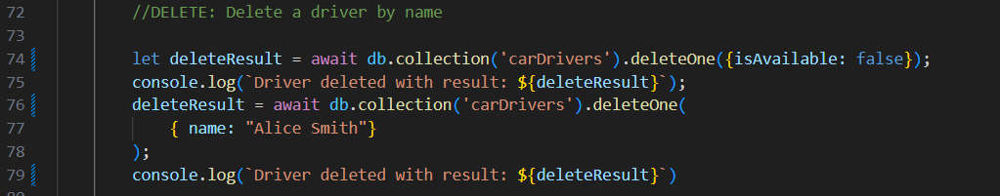 72 //DELETE: Delete a driver by name
73
74 let deleteResult = await db.collection('carDrivers').deleteOne({isAvailable: false});
75 console.log(`Driver deleted with result: ${deleteResult}`);
76 deleteResult = await db.collection('carDrivers').deleteOne(
77 { name: "Alice Smith"}
78 );
79 console.log(`Driver deleted with result: ${deleteResult}`)